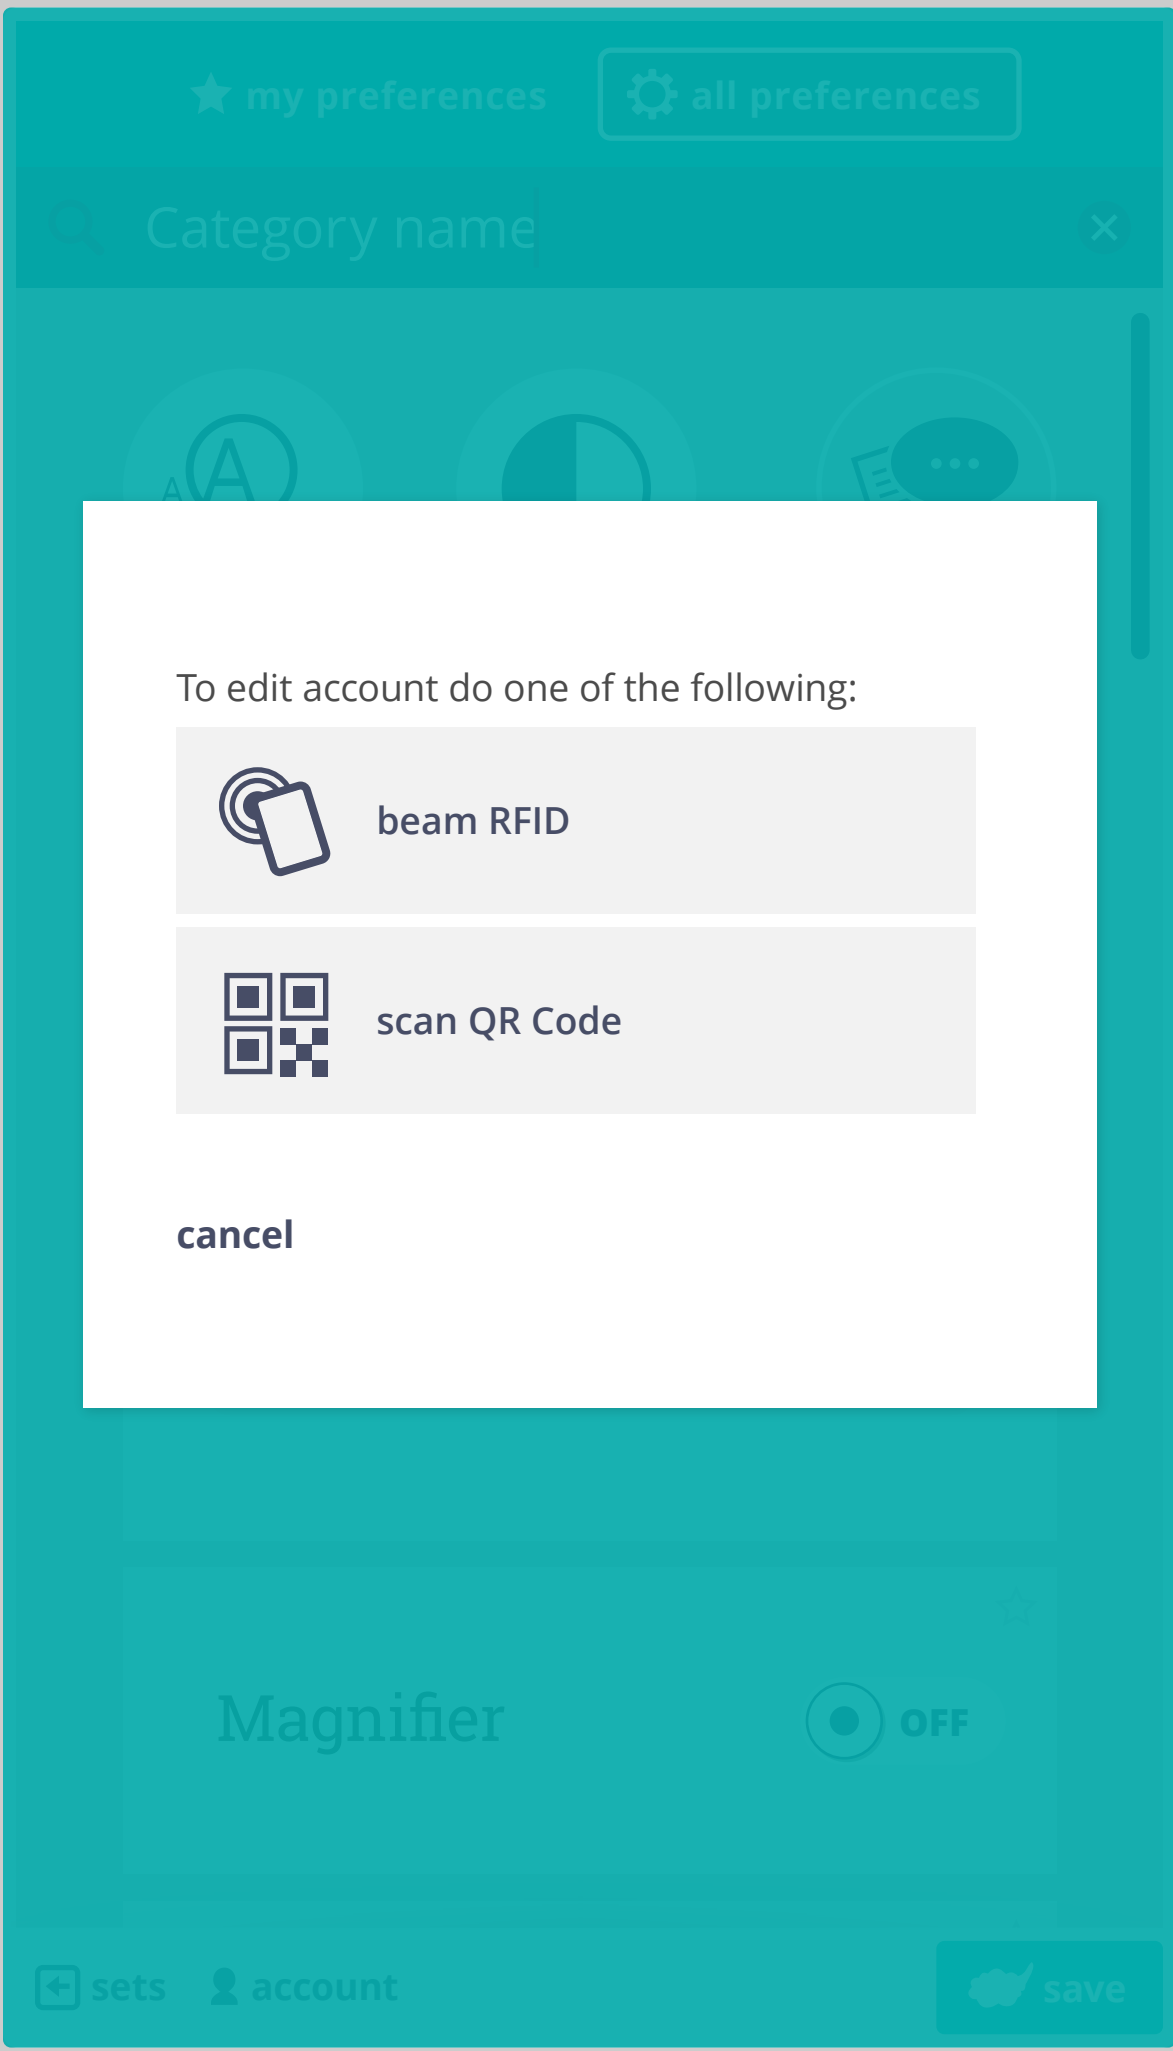 my preferences all preferences
Category name
A A
To edit account do one of the following:
beam RFID
scan QR Code
cancel
Magnifier OFF
sets account save